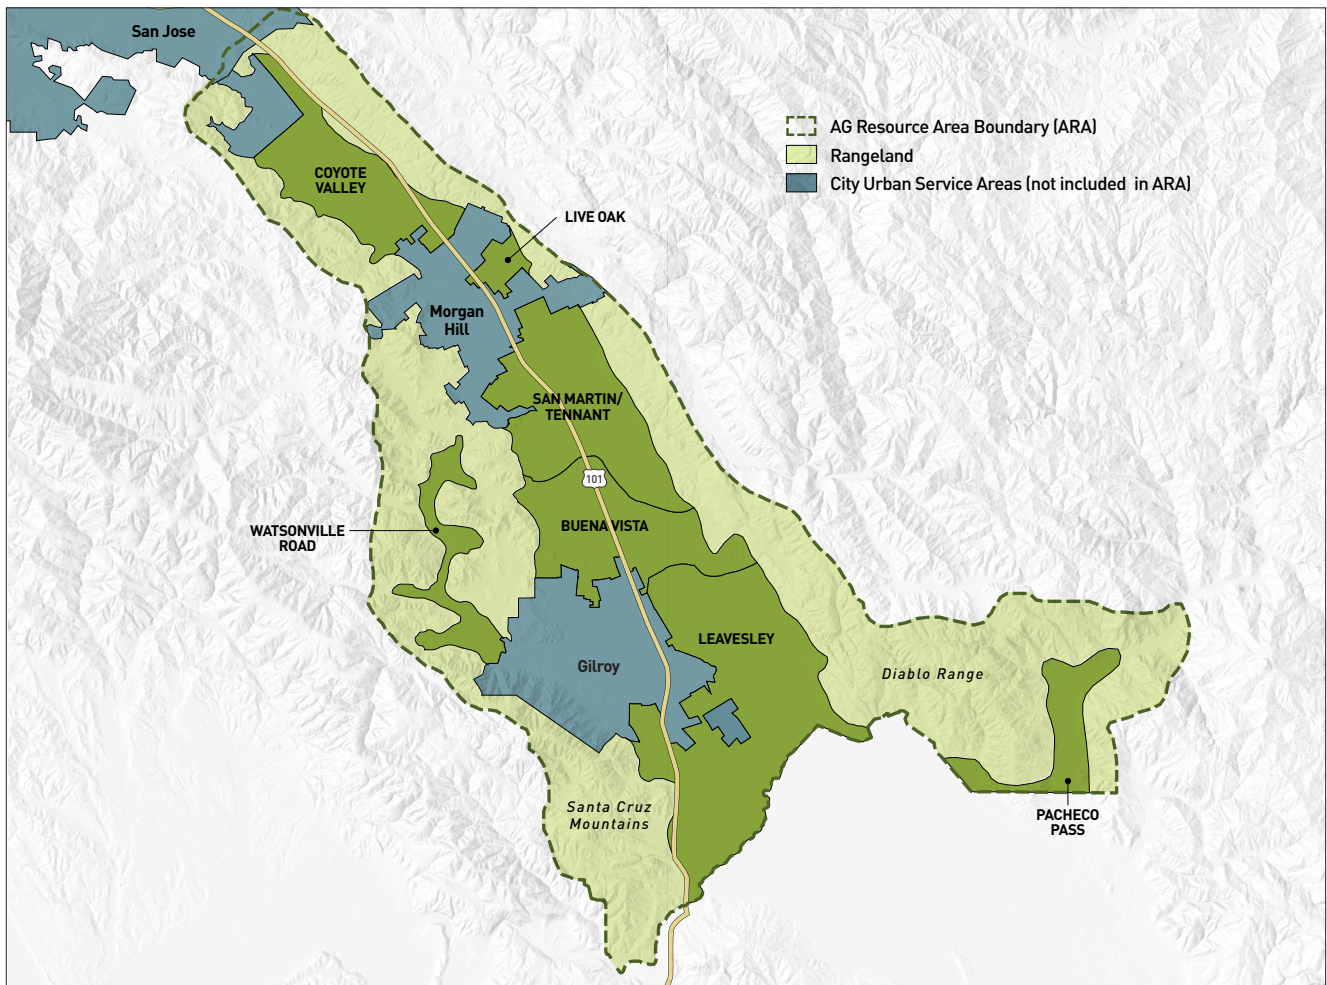 San Jose
AG Resource Area Boundary (ARA)
Rangeland
City Urban Service Areas (not included in ARA)
COYOTE
VALLEY
LIVE OAK
Morgan
Hill
SAN MARTIN/
TENNANT
101
WATSONVILLE
ROAD
BUENA VISTA
LEAVESLEY
Gilroy
Diablo Range
Santa Cruz
Mountains
PACHECO
PASS